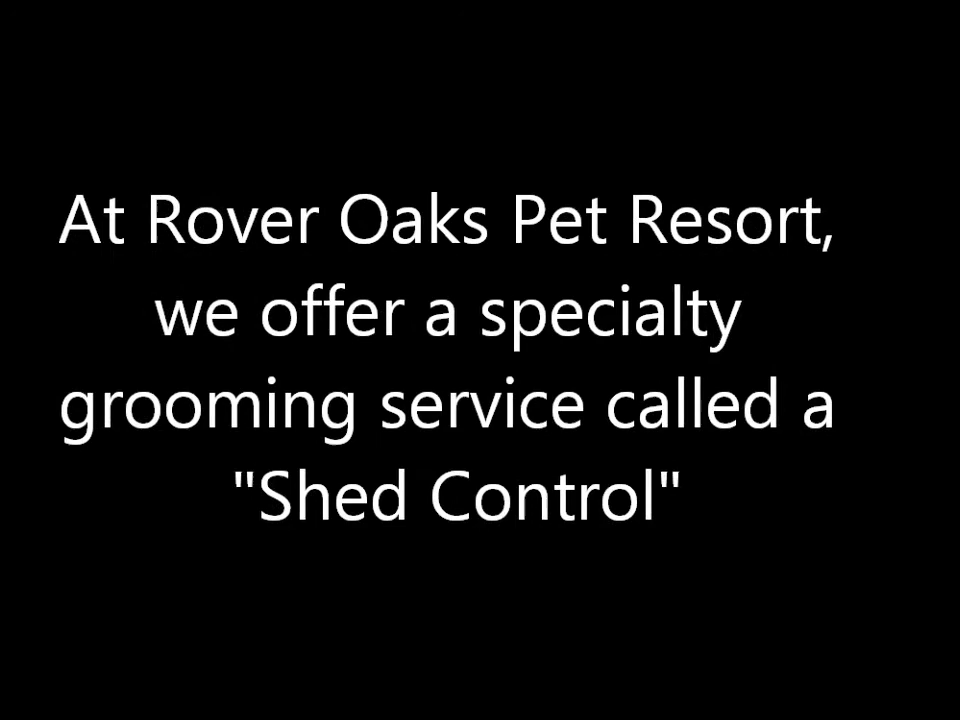 At Rover Oaks Pet Resort,
we offer a specialty
grooming service called a
"Shed Control"